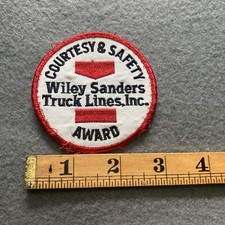 COURTESY & SAFETY
Wiley Sanders
Truck Lines, Inc.
AWARD
1 2 3 4